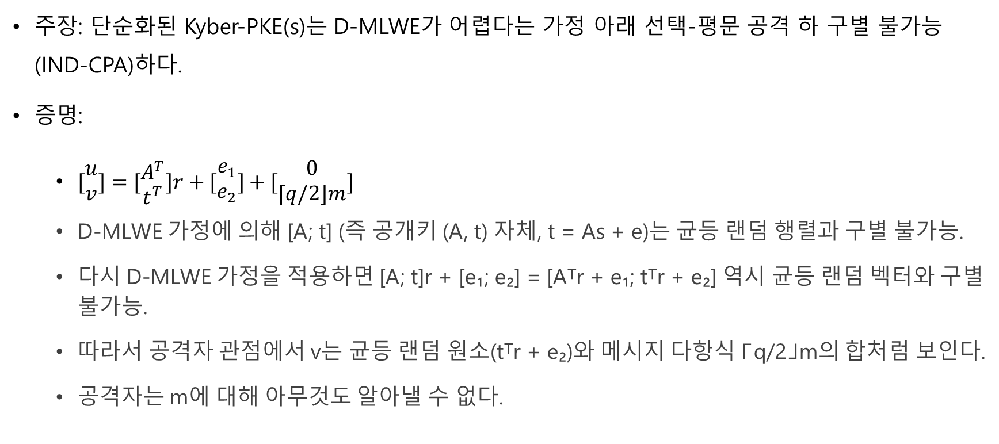 • 주장: 단순화된 Kyber-PKE(s)는 D-MLWE가 어렵다는 가정 아래 선택-평문 공격 하 구별 불가능
(IND-CPA)하다.
• 증명:
• [u v] = [Aᵀ tᵀ]r + [e₁ e₂] + [0 ⌈q/2⌋m]
• D-MLWE 가정에 의해 [A; t] (즉 공개키 (A, t) 자체, t = As + e)는 균등 랜덤 행렬과 구별 불가능.
• 다시 D-MLWE 가정을 적용하면 [A; t]r + [e₁; e₂] = [Aᵀr + e₁; tᵀr + e₂] 역시 균등 랜덤 벡터와 구별
불가능.
• 따라서 공격자 관점에서 v는 균등 랜덤 원소(tᵀr + e₂)와 메시지 다항식 「q/2」m의 합처럼 보인다.
• 공격자는 m에 대해 아무것도 알아낼 수 없다.